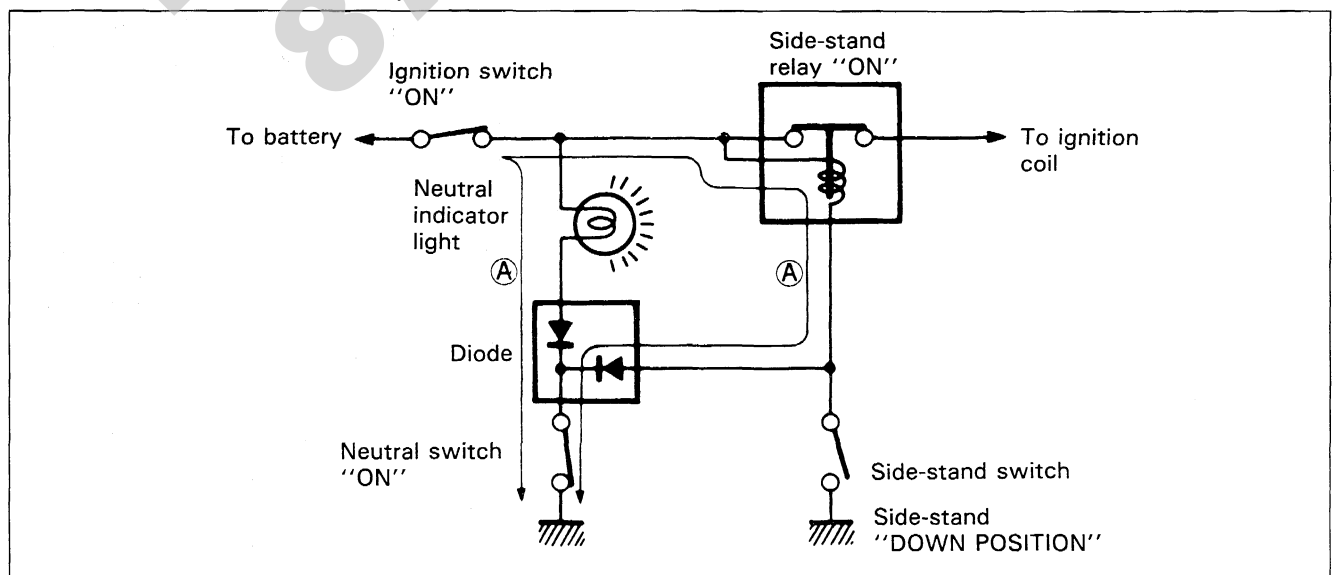 Side-stand
relay "ON"
Ignition switch
"ON"
To battery
To ignition
coil
Neutral
indicator
light
A
A
Diode
Neutral switch
"ON"
Side-stand switch
Side-stand
"DOWN POSITION"